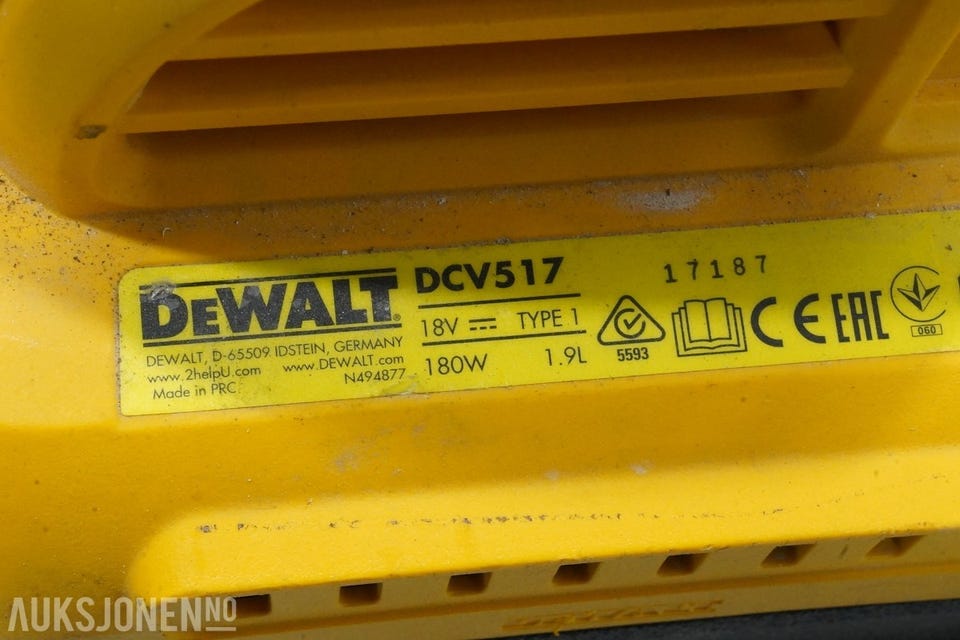 DEWALT
DEWALT, D-65509 IDSTEIN, GERMANY
www.2helpU.com www.DEWALT.com
N494877
Made in PRC
DCV517
18V TYPE 1
180W 1.9L
17187
5593
CE EAC
060
DEWALT
AUKSJONEN.NO